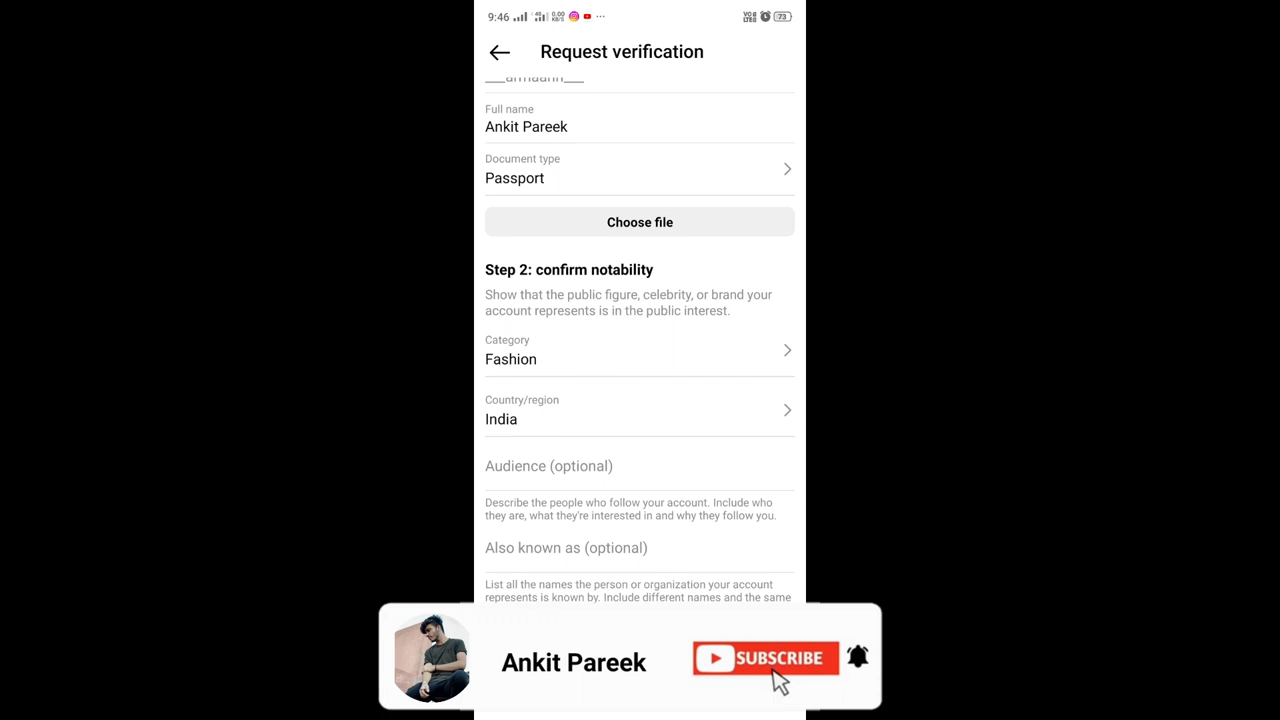 9:46
73
Request verification
Full name
Ankit Pareek
Document type
Passport
Choose file
Step 2: confirm notability
Show that the public figure, celebrity, or brand your
account represents is in the public interest.
Category
Fashion
Country/region
India
Audience (optional)
Describe the people who follow your account. Include who
they are, what they're interested in and why they follow you.
Also known as (optional)
List all the names the person or organization your account
represents is known by. Include different names and the same
Ankit Pareek
SUBSCRIBE